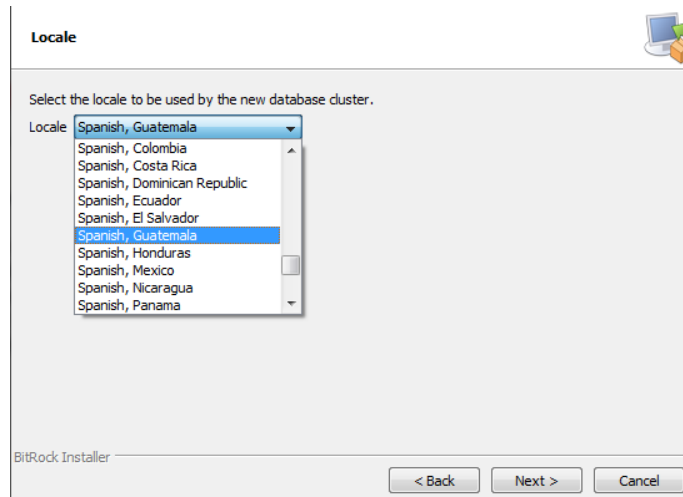 Locale
Select the locale to be used by the new database cluster.
Locale Spanish, Guatemala
Spanish, Colombia
Spanish, Costa Rica
Spanish, Dominican Republic
Spanish, Ecuador
Spanish, El Salvador
Spanish, Guatemala
Spanish, Honduras
Spanish, Mexico
Spanish, Nicaragua
Spanish, Panama
BitRock Installer
< Back Next > Cancel